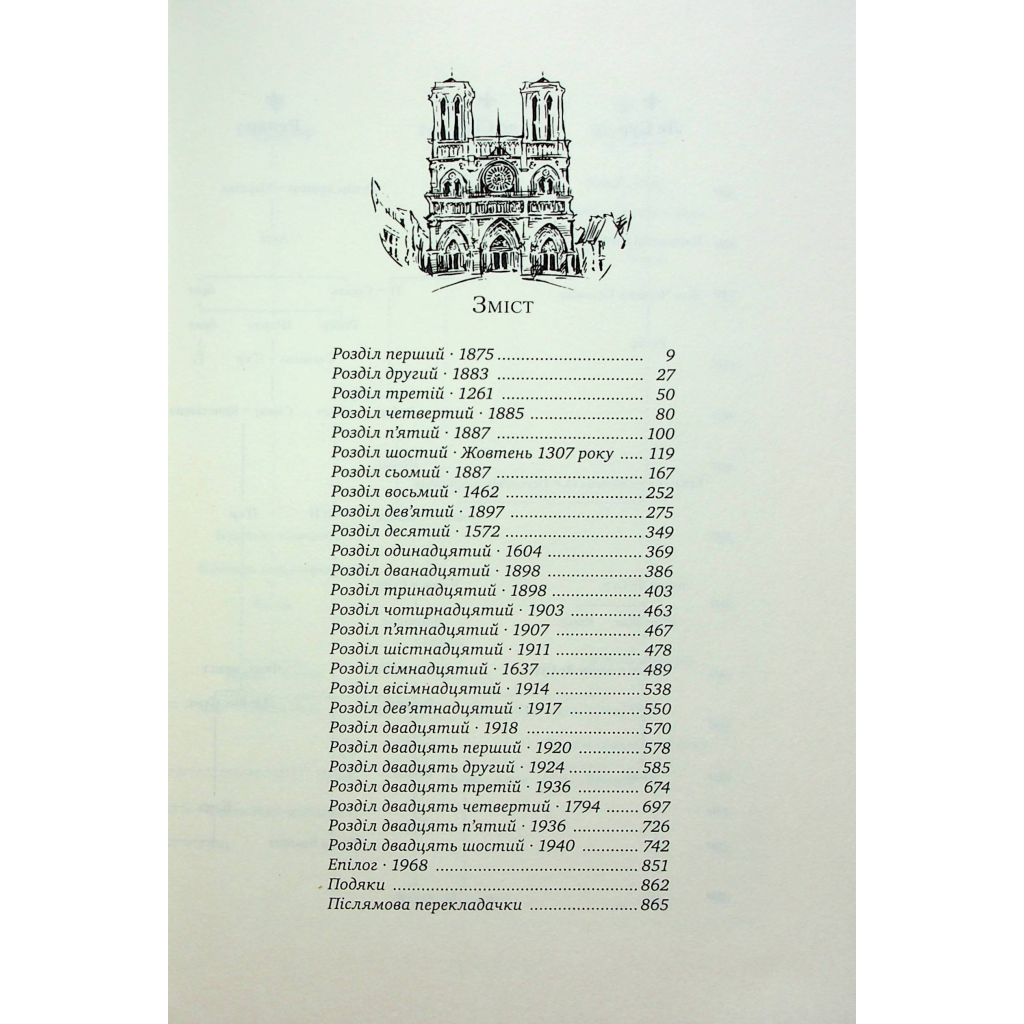 Зміст
Розділ перший · 1875 ............................. 9
Розділ другий · 1883 ............................. 27
Розділ третій · 1261 ............................. 50
Розділ четвертий · 1885 ....................... 80
Розділ п'ятий · 1887 ............................. 100
Розділ шостий · Жовтень 1307 року ..... 119
Розділ сьомий · 1887 ............................. 167
Розділ восьмий · 1462 ........................... 252
Розділ дев'ятий · 1897 ........................... 275
Розділ десятий · 1572 ............................ 349
Розділ одинадцятий · 1604 ................... 369
Розділ дванадцятий · 1898 ................... 386
Розділ тринадцятий · 1898 ................... 403
Розділ чотирнадцятий · 1903 ............... 463
Розділ п'ятнадцятий · 1907 .................. 467
Розділ шістнадцятий · 1911 .................. 478
Розділ сімнадцятий · 1637 .................... 489
Розділ вісімнадцятий · 1914 .................. 538
Розділ дев'ятнадцятий · 1917 ............... 550
Розділ двадцятий · 1918 ........................ 570
Розділ двадцять перший · 1920 ............. 578
Розділ двадцять другий · 1924 ............... 585
Розділ двадцять третій · 1936 .............. 674
Розділ двадцять четвертий · 1794 ....... 697
Розділ двадцять п'ятий · 1936 .............. 726
Розділ двадцять шостий · 1940 ............ 742
Епілог · 1968 ......................................... 851
Подяки ................................................. 862
Післямова перекладачки ...................... 865